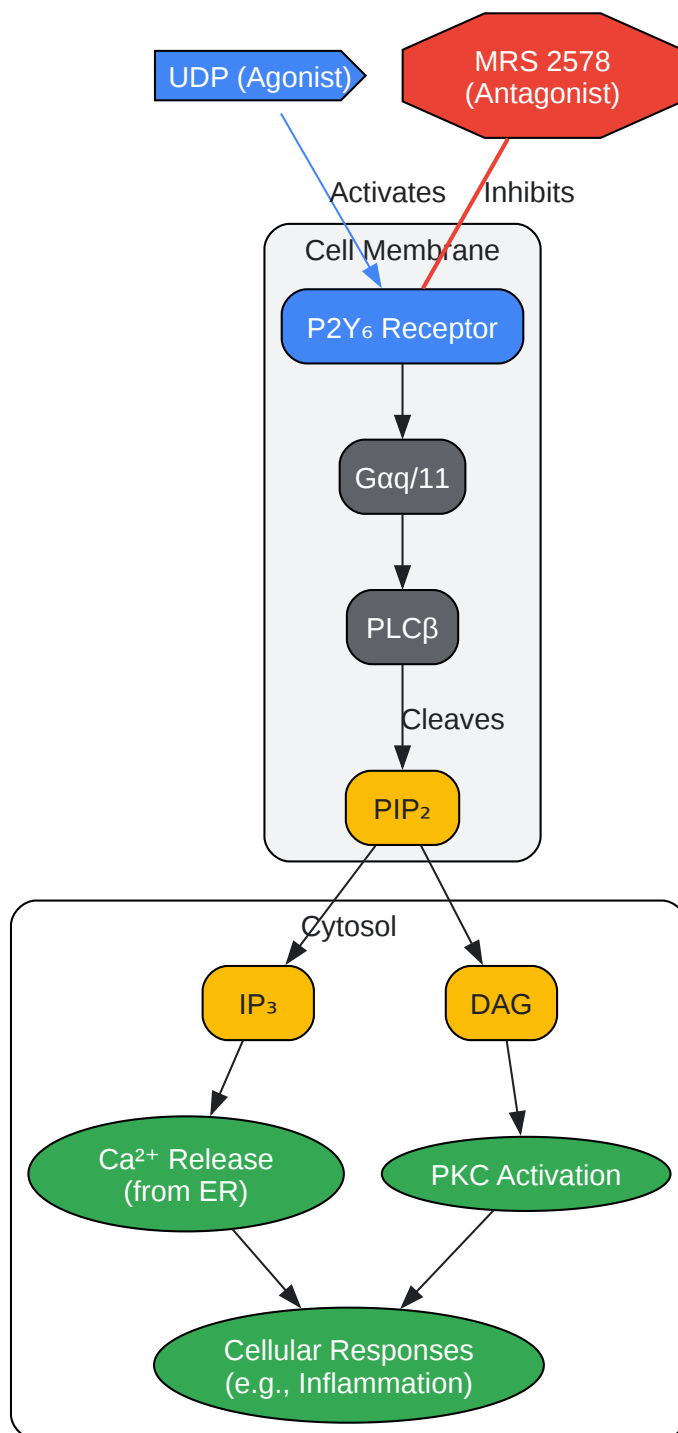 UDP (Agonist)
MRS 2578
(Antagonist)
Activates
Inhibits
Cell Membrane
P2Y₆ Receptor
Gαq/11
PLCβ
Cleaves
PIP₂
Cytosol
IP₃
DAG
Ca²⁺ Release
(from ER)
PKC Activation
Cellular Responses
(e.g., Inflammation)